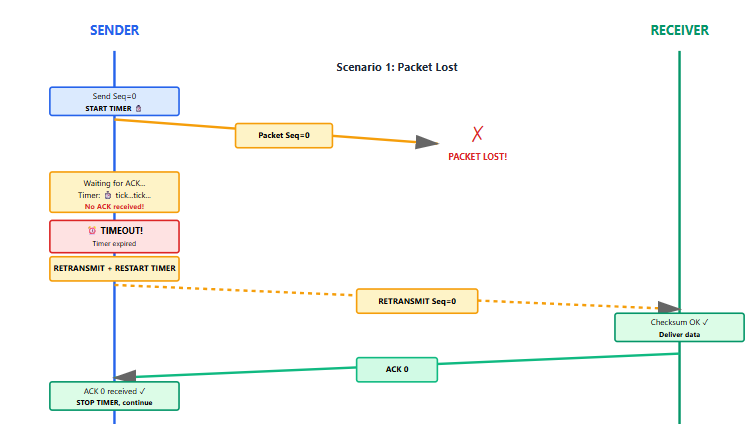 SENDER
RECEIVER
Scenario 1: Packet Lost
Send Seq=0
START TIMER ⏱
Packet Seq=0
✗
PACKET LOST!
Waiting for ACK...
Timer: ⏱ tick...tick...
No ACK received!
⏰ TIMEOUT!
Timer expired
RETRANSMIT + RESTART TIMER
RETRANSMIT Seq=0
Checksum OK ✓
Deliver data
ACK 0
ACK 0 received ✓
STOP TIMER, continue